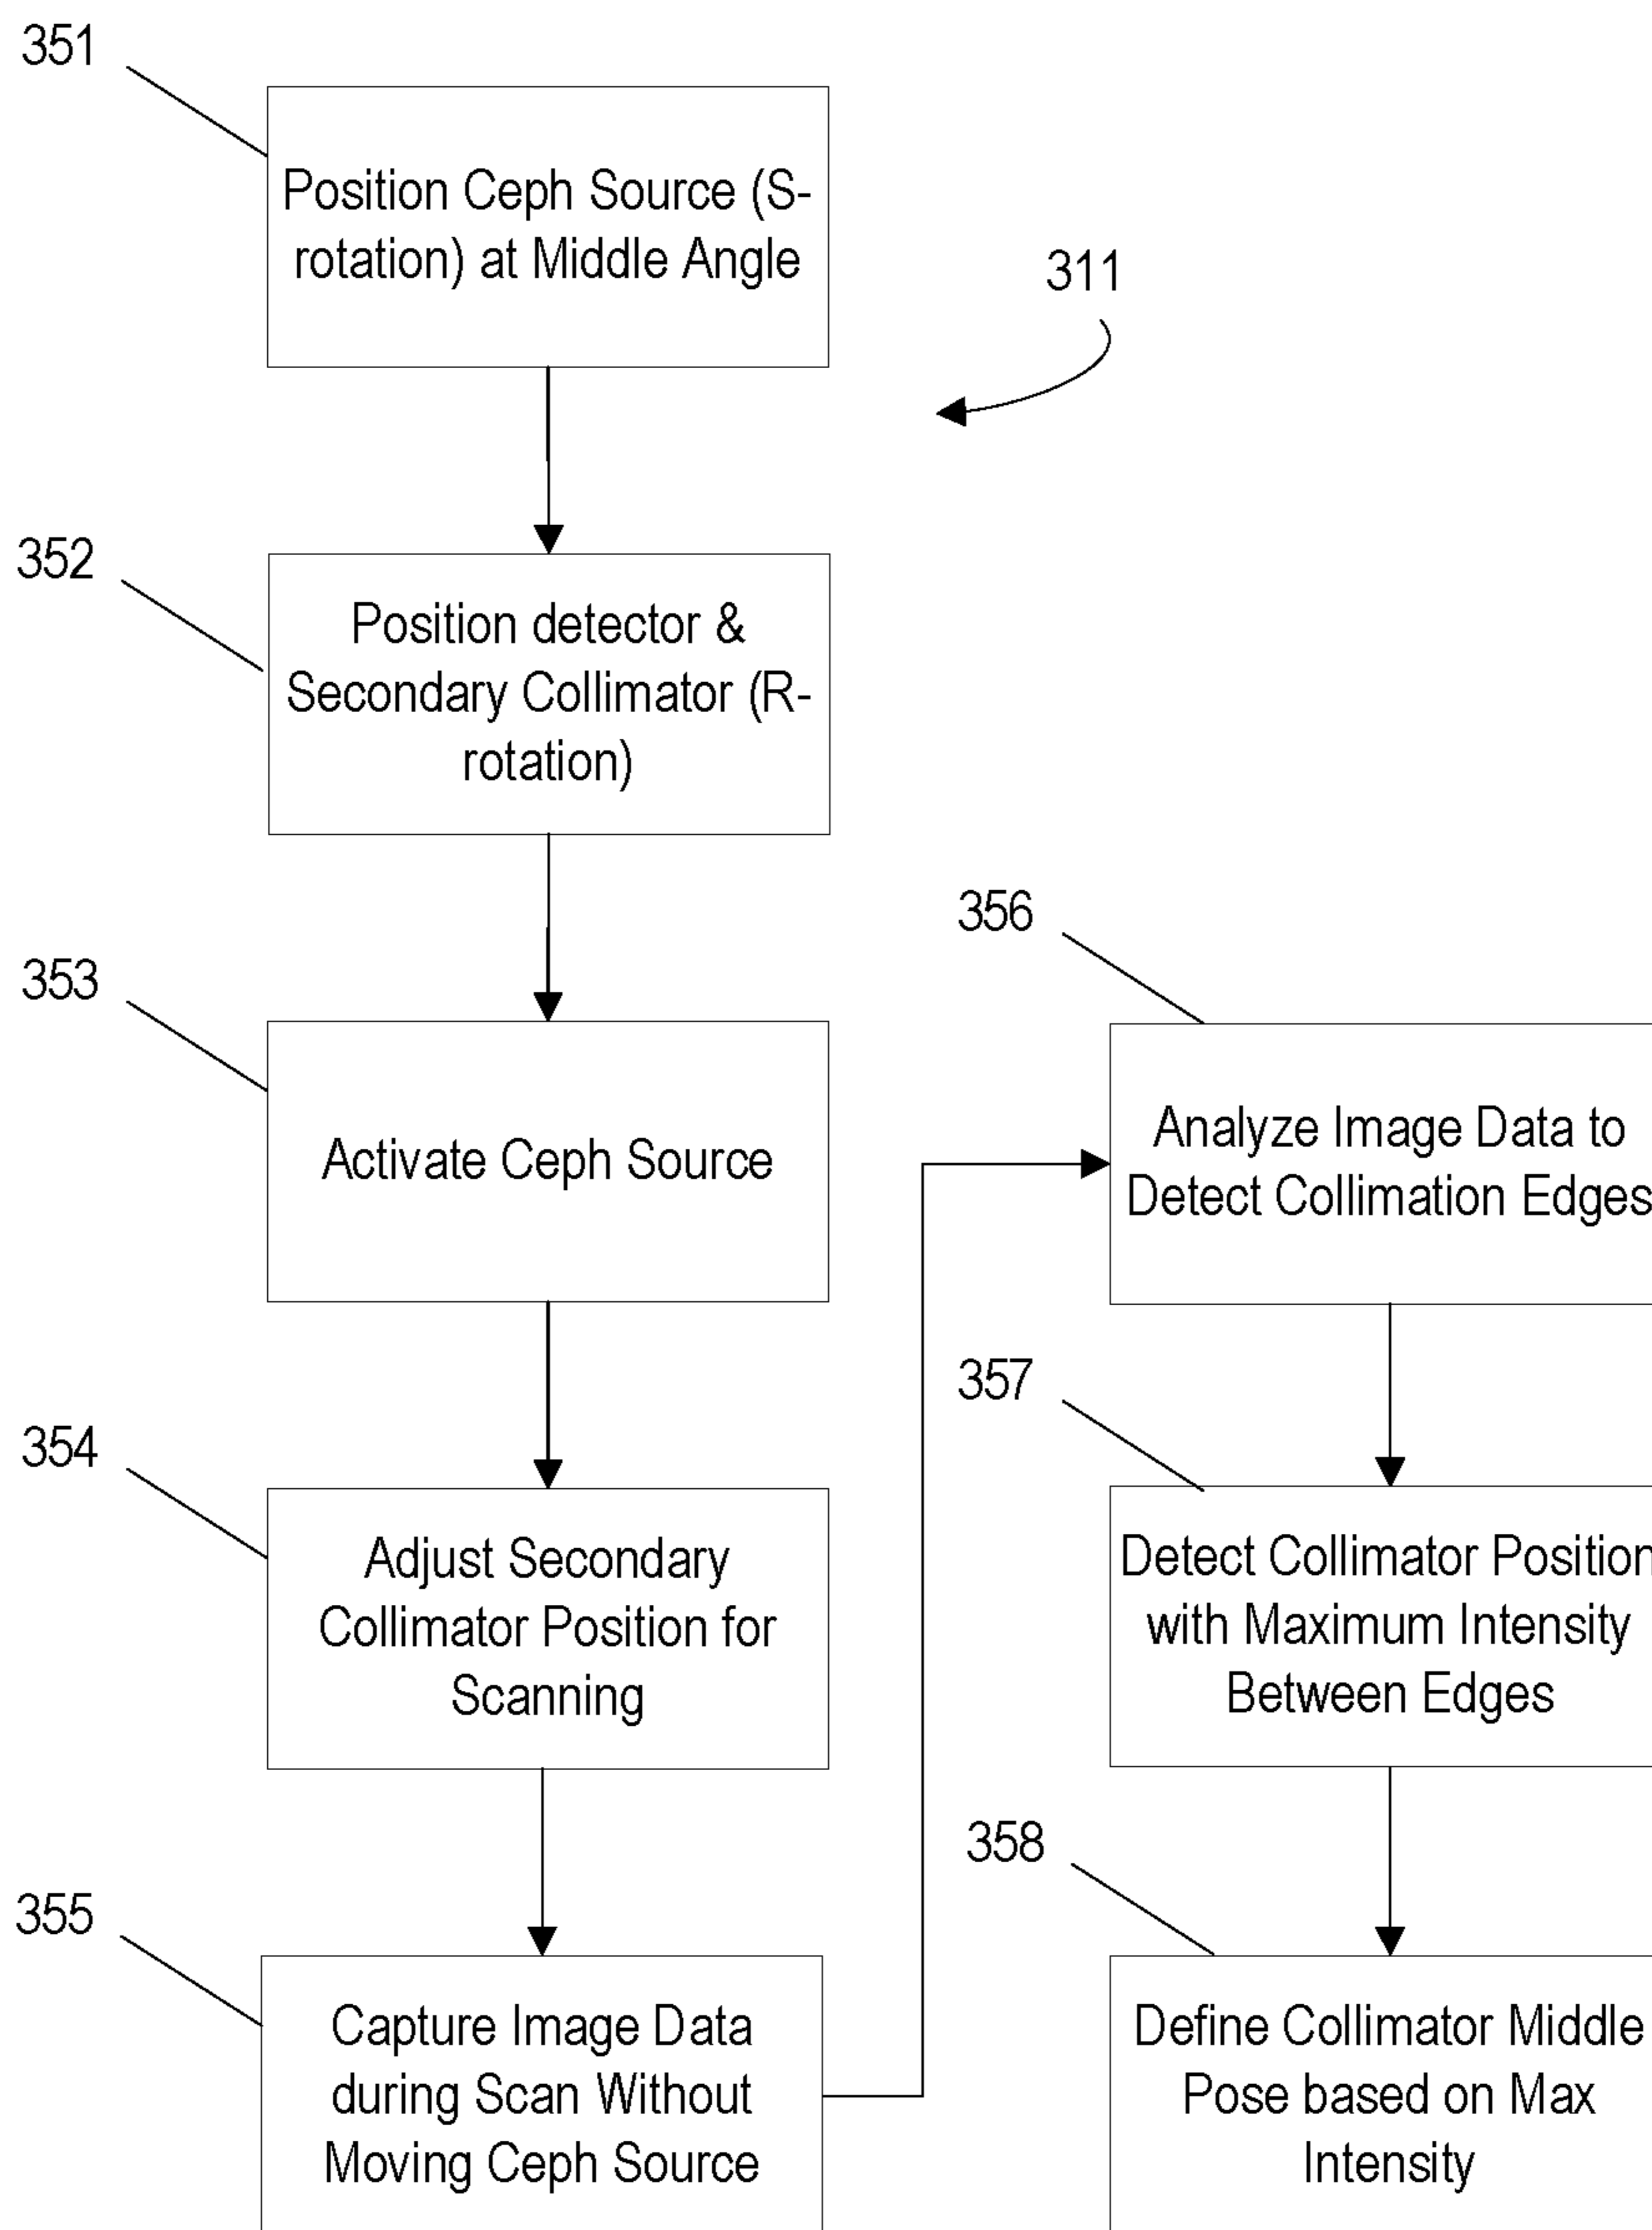 351
Position Ceph Source (S-
rotation) at Middle Angle
311
352
Position detector &
Secondary Collimator (R-
rotation)
353
Activate Ceph Source
354
Adjust Secondary
Collimator Position for
Scanning
355
Capture Image Data
during Scan Without
Moving Ceph Source
356
Analyze Image Data to
Detect Collimation Edges
357
Detect Collimator Position
with Maximum Intensity
Between Edges
358
Define Collimator Middle
Pose based on Max
Intensity